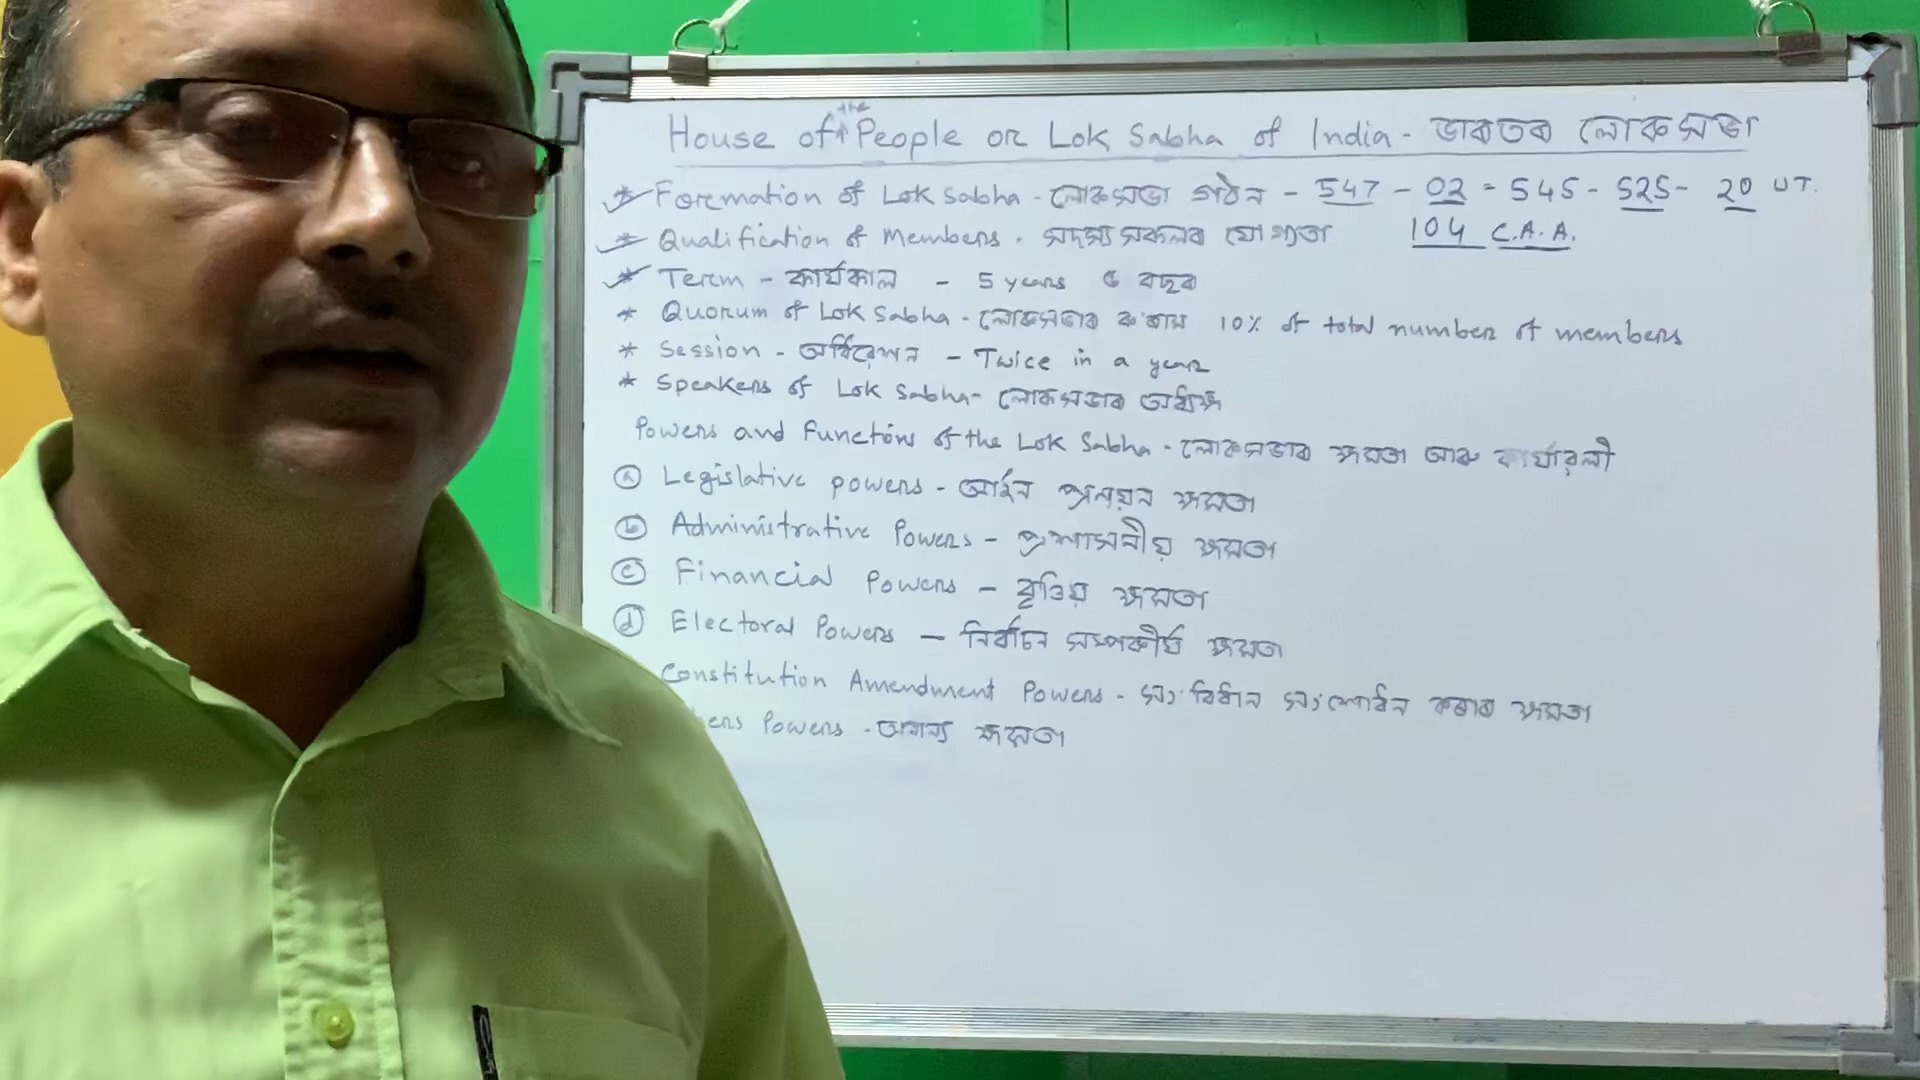 House of the People or Lok Sabha of India - ভাৰতৰ লোকসভা
* Formation of Lok Sabha - লোকসভা গঠন - 547 - 02 = 545 - 525 - 20 UT.
* Qualification of Members - সদস্য সকলৰ যোগ্যতা 104 C.A.A.
* Term - কাৰ্যকাল - 5 years ৫ বছৰ
* Quorum of Lok Sabha - লোকসভাৰ ক'ৰাম 10% of total number of members
* Session - অধিবেশন - Twice in a year
* Speakers of Lok Sabha - লোকসভাৰ অধ্যক্ষ
Powers and Functions of the Lok Sabha - লোকসভাৰ ক্ষমতা আৰু কাৰ্যাৱলী
a Legislative Powers - আইন প্ৰনয়ন ক্ষমতা
b Administrative Powers - প্ৰশাসনীয় ক্ষমতা
c Financial Powers - বৃত্তিয় ক্ষমতা
d Electoral Powers - নিৰ্বাচন সম্পৰ্কীয় ক্ষমতা
Constitution Amendment Powers - সংবিধান সংশোধন কৰাৰ ক্ষমতা
Powers - অন্যান্য ক্ষমতা